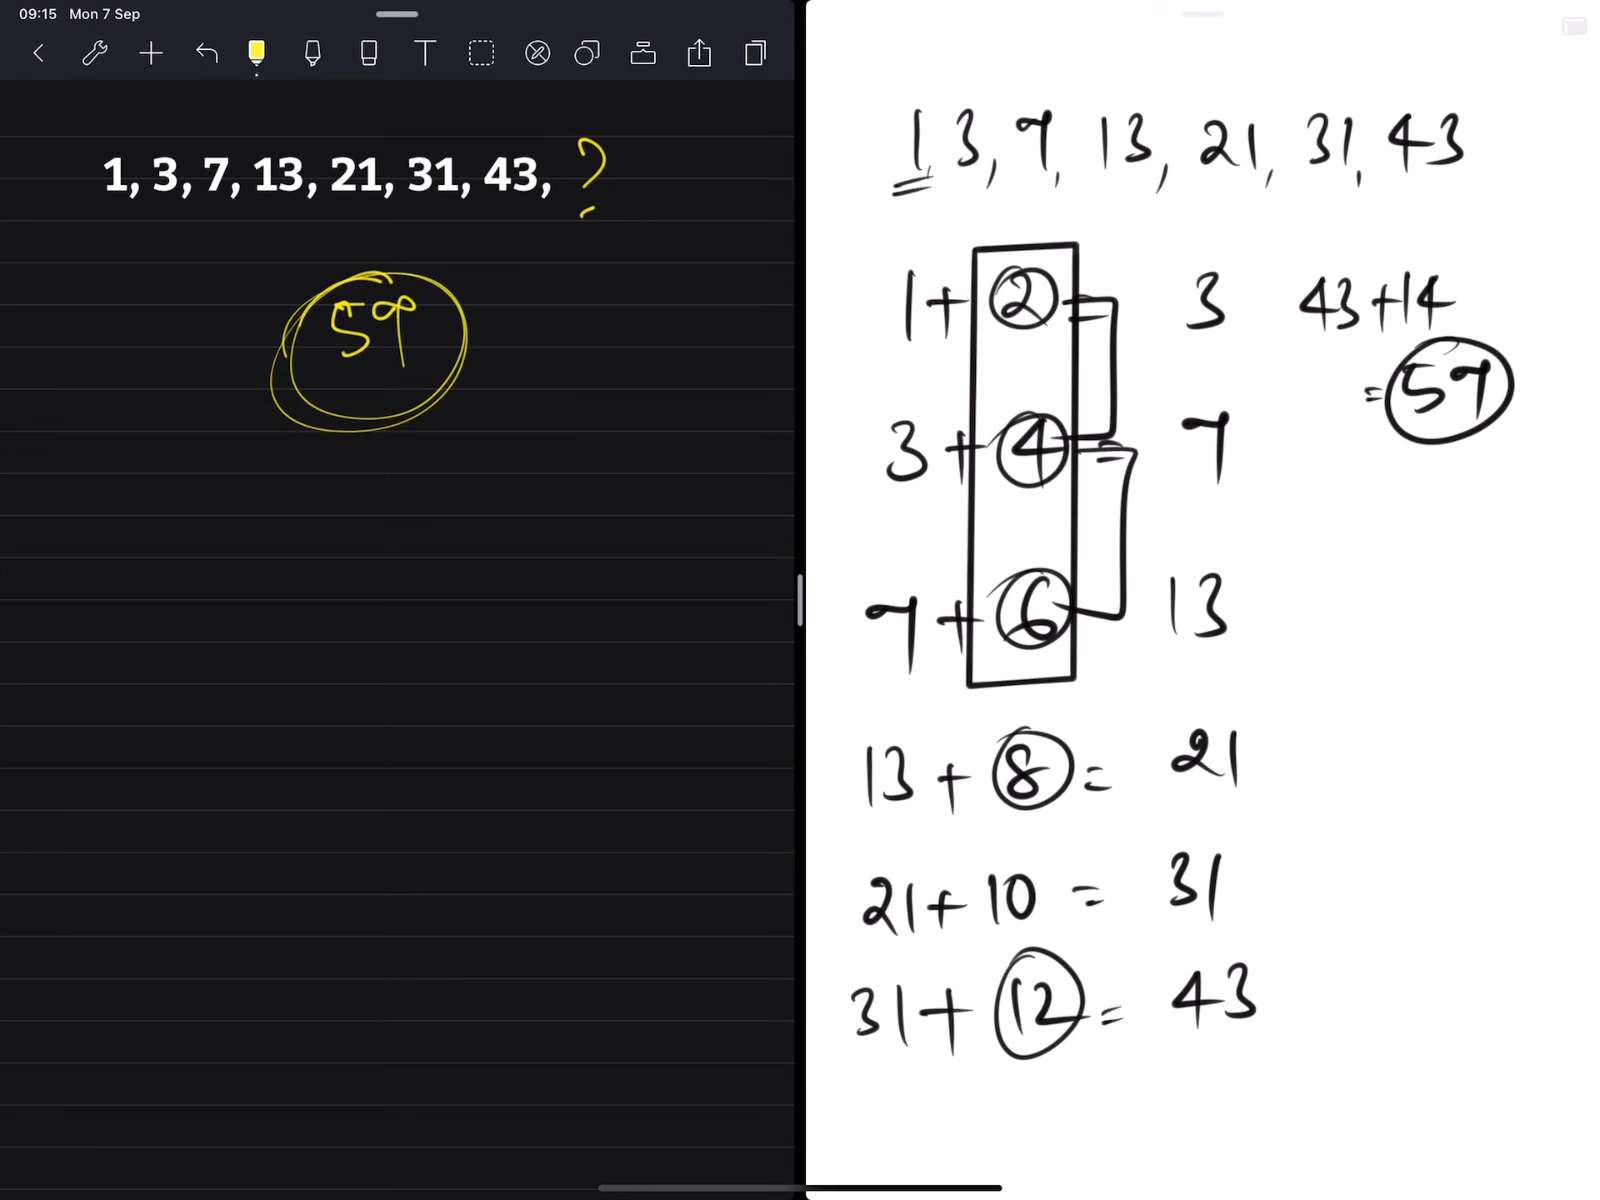 09:15 Mon 7 Sep
T
1, 3, 7, 13, 21, 31, 43, ?
57
1, 3, 7, 13, 21, 31, 43
1 + 2 = 3
43 + 14
= 57
3 + 4 = 7
7 + 6 13
13 + 8 = 21
21 + 10 = 31
31 + 12 = 43